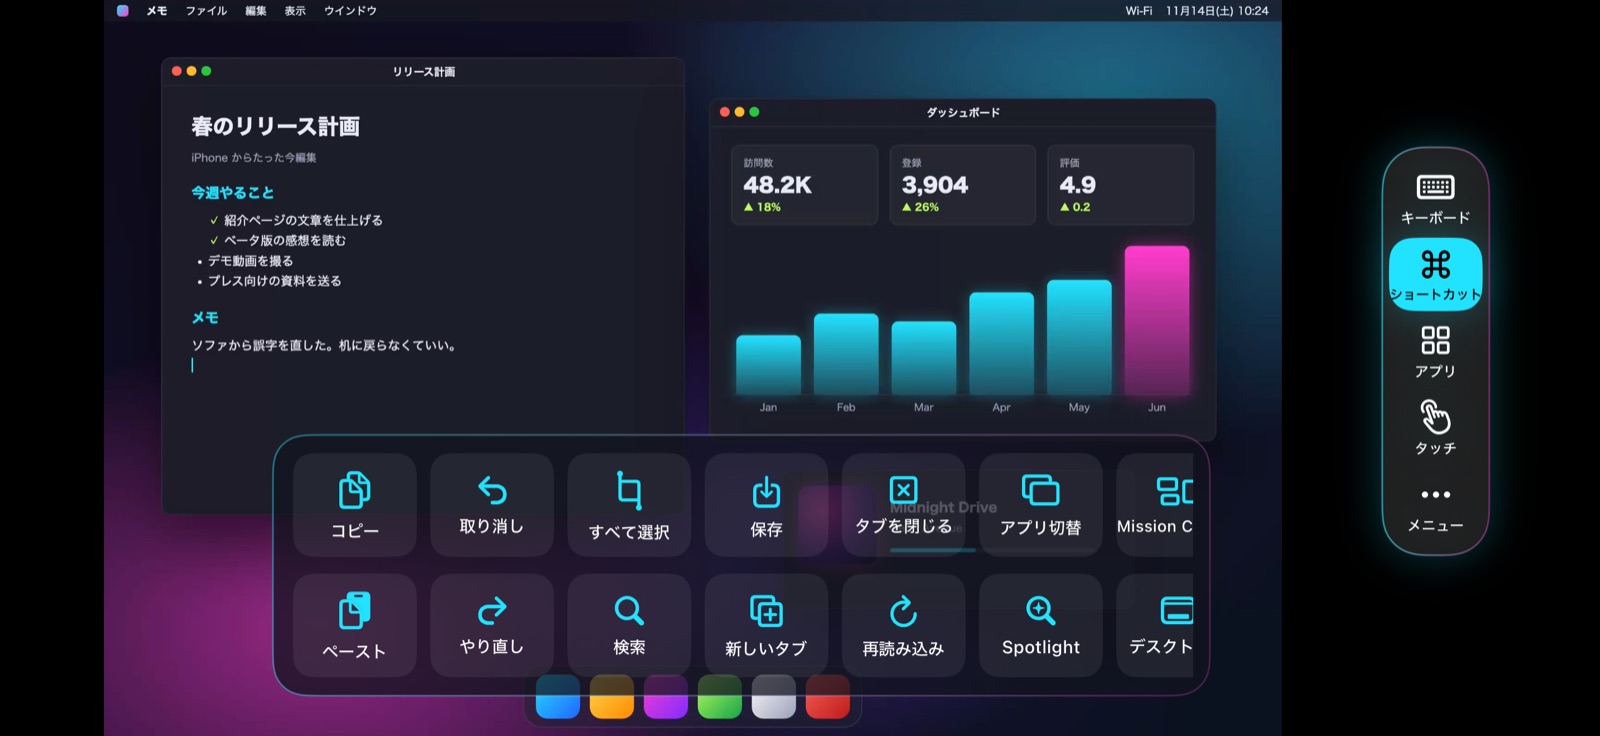 メモ ファイル 編集 表示 ウインドウ Wi-Fi 11月14日(土) 10:24
リリース計画
春のリリース計画
iPhone からたった今編集
今週やること
✓ 紹介ページの文章を仕上げる
✓ ベータ版の感想を読む
• デモ動画を撮る
• プレス向けの資料を送る
メモ
ソファから誤字を直した。机に戻らなくていい。
ダッシュボード
訪問数
48.2K
▲ 18%
登録
3,904
▲ 26%
評価
4.9
▲ 0.2
Jan Feb Mar Apr May Jun
Midnight Drive
コピー 取り消し すべて選択 保存 タブを閉じる アプリ切替 Mission C
ペースト やり直し 検索 新しいタブ 再読み込み Spotlight デスクト
キーボード
ショートカット
アプリ
タッチ
メニュー